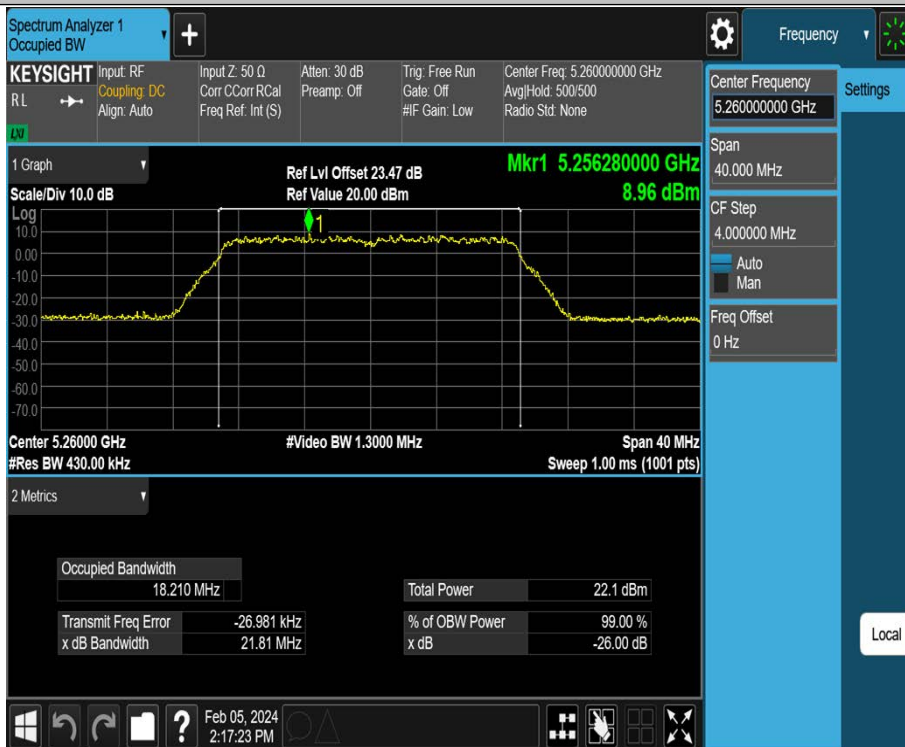 Spectrum Analyzer 1
Occupied BW
+
Frequency
KEYSIGHT
R L
LXI
Input: RF
Coupling: DC
Align: Auto
Input Z: 50 Ω
Corr CCorr RCal
Freq Ref: Int (S)
Atten: 30 dB
Preamp: Off
Trig: Free Run
Gate: Off
#IF Gain: Low
Center Freq: 5.260000000 GHz
Avg|Hold: 500/500
Radio Std: None
Center Frequency
5.260000000 GHz
Settings
Span
40.000 MHz
CF Step
4.000000 MHz
Auto
Man
Freq Offset
0 Hz
Local
1 Graph
Scale/Div 10.0 dB
Ref Lvl Offset 23.47 dB
Ref Value 20.00 dBm
Mkr1 5.256280000 GHz
8.96 dBm
Log
1
10.0
0.00
-10.0
-20.0
-30.0
-40.0
-50.0
-60.0
-70.0
Center 5.26000 GHz
#Video BW 1.3000 MHz
Span 40 MHz
#Res BW 430.00 kHz
Sweep 1.00 ms (1001 pts)
2 Metrics
Occupied Bandwidth
18.210 MHz
Total Power 22.1 dBm
Transmit Freq Error -26.981 kHz
% of OBW Power 99.00 %
x dB Bandwidth 21.81 MHz
x dB -26.00 dB
?
Feb 05, 2024
2:17:23 PM